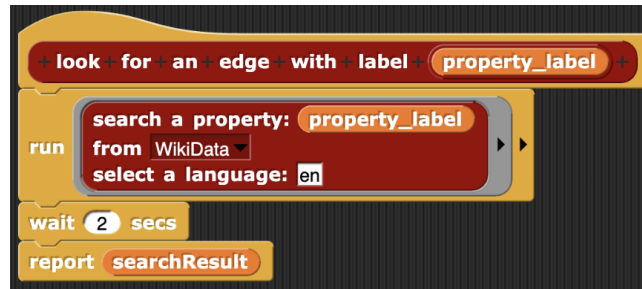 + look + for + an + edge + with + label + property_label +
search a property: property_label
run from WikiData
select a language: en
wait 2 secs
report searchResult